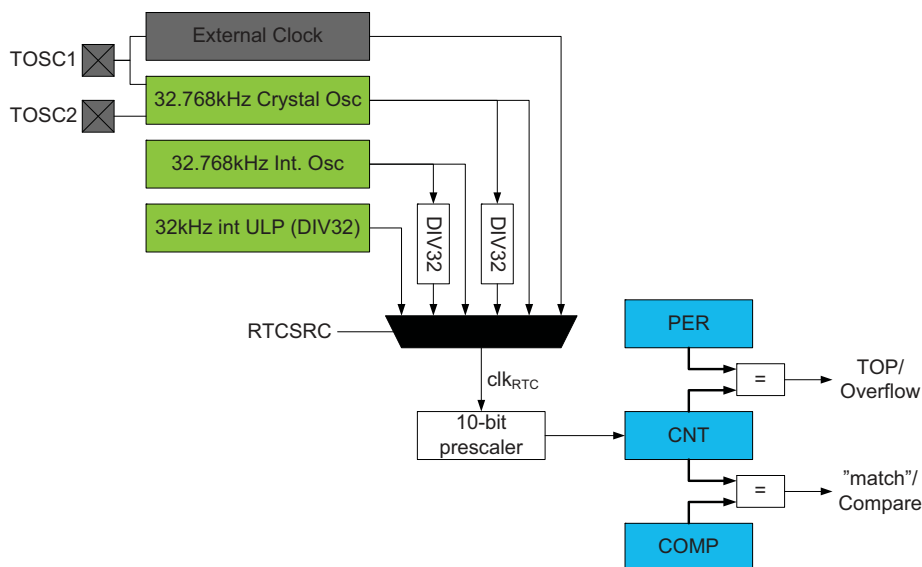 External Clock
TOSC1
32.768kHz Crystal Osc
TOSC2
32.768kHz Int. Osc
32kHz int ULP (DIV32)
DIV32
DIV32
RTCSRC
PER
TOP/
Overflow
=
clkRTC
10-bit
prescaler
CNT
"match"/
Compare
=
COMP